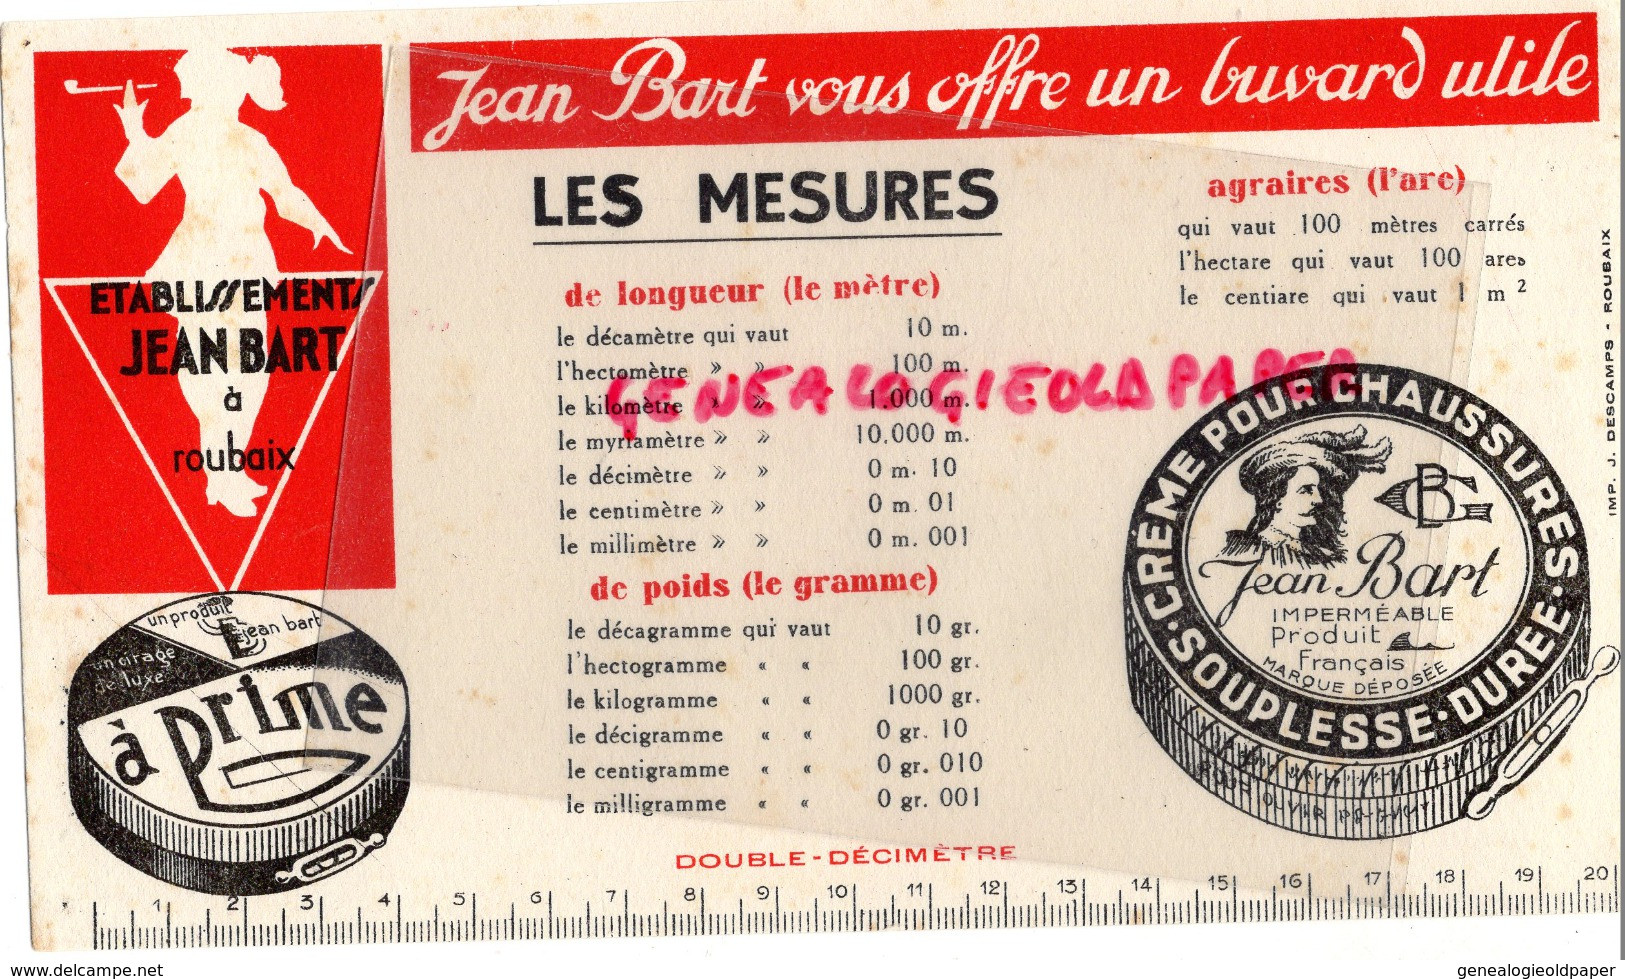 Jean Bart vous offre un buvard utile
ETABLISSEMENTS
JEAN BART
à
roubaix
LES MESURES
de longueur (le mètre)
le décamètre qui vaut 10 m.
l'hectomètre » » 100 m.
le kilomètre » » 1.000 m.
le myriamètre » » 10.000 m.
le décimètre » » 0 m. 10
le centimètre » » 0 m. 01
le millimètre » » 0 m. 001
de poids (le gramme)
le décagramme qui vaut 10 gr.
l'hectogramme « « 100 gr.
le kilogramme « « 1000 gr.
le décigramme « « 0 gr. 10
le centigramme « « 0 gr. 010
le milligramme « « 0 gr. 001
agraires (l'are)
qui vaut 100 mètres carrés
l'hectare qui vaut 100 ares
le centiare qui vaut 1 m²
GENEALOGIEOLDPAPER
IMP. J. DESCAMPS - ROUBAIX
un produit
jean bart
un cirage
de luxe
à prime
CRÈME POUR CHAUSSURES
Jean Bart
IMPERMÉABLE
Produit
Français
MARQUE DÉPOSÉE
SOUPLESSE · DURÉE
POUR
DOUBLE-DÉCIMÈTRE
1 2 3 4 5 6 7 8 9 10 11 12 13 14 15 16 17 18 19 20
www.delcampe.net
genealogieoldpaper